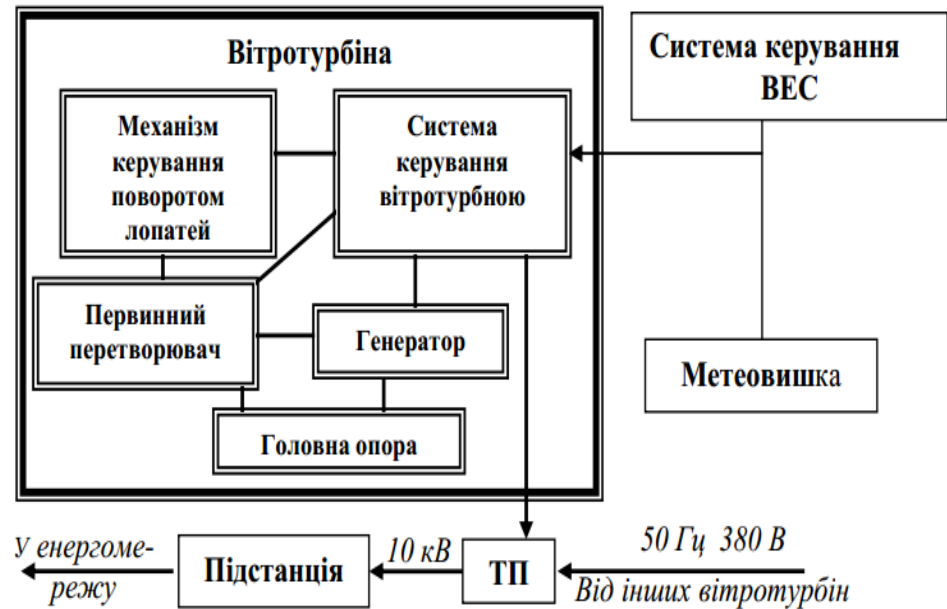 Вітротурбіна
Система керування
ВЕС
Механізм
керування
поворотом
лопатей
Система
керування
вітротурбною
Первинний
перетворювач
Генератор
Метеовишка
Головна опора
У енергоме-
режу
Підстанція
10 кВ
ТП
50 Гц 380 В
Від інших вітротурбін